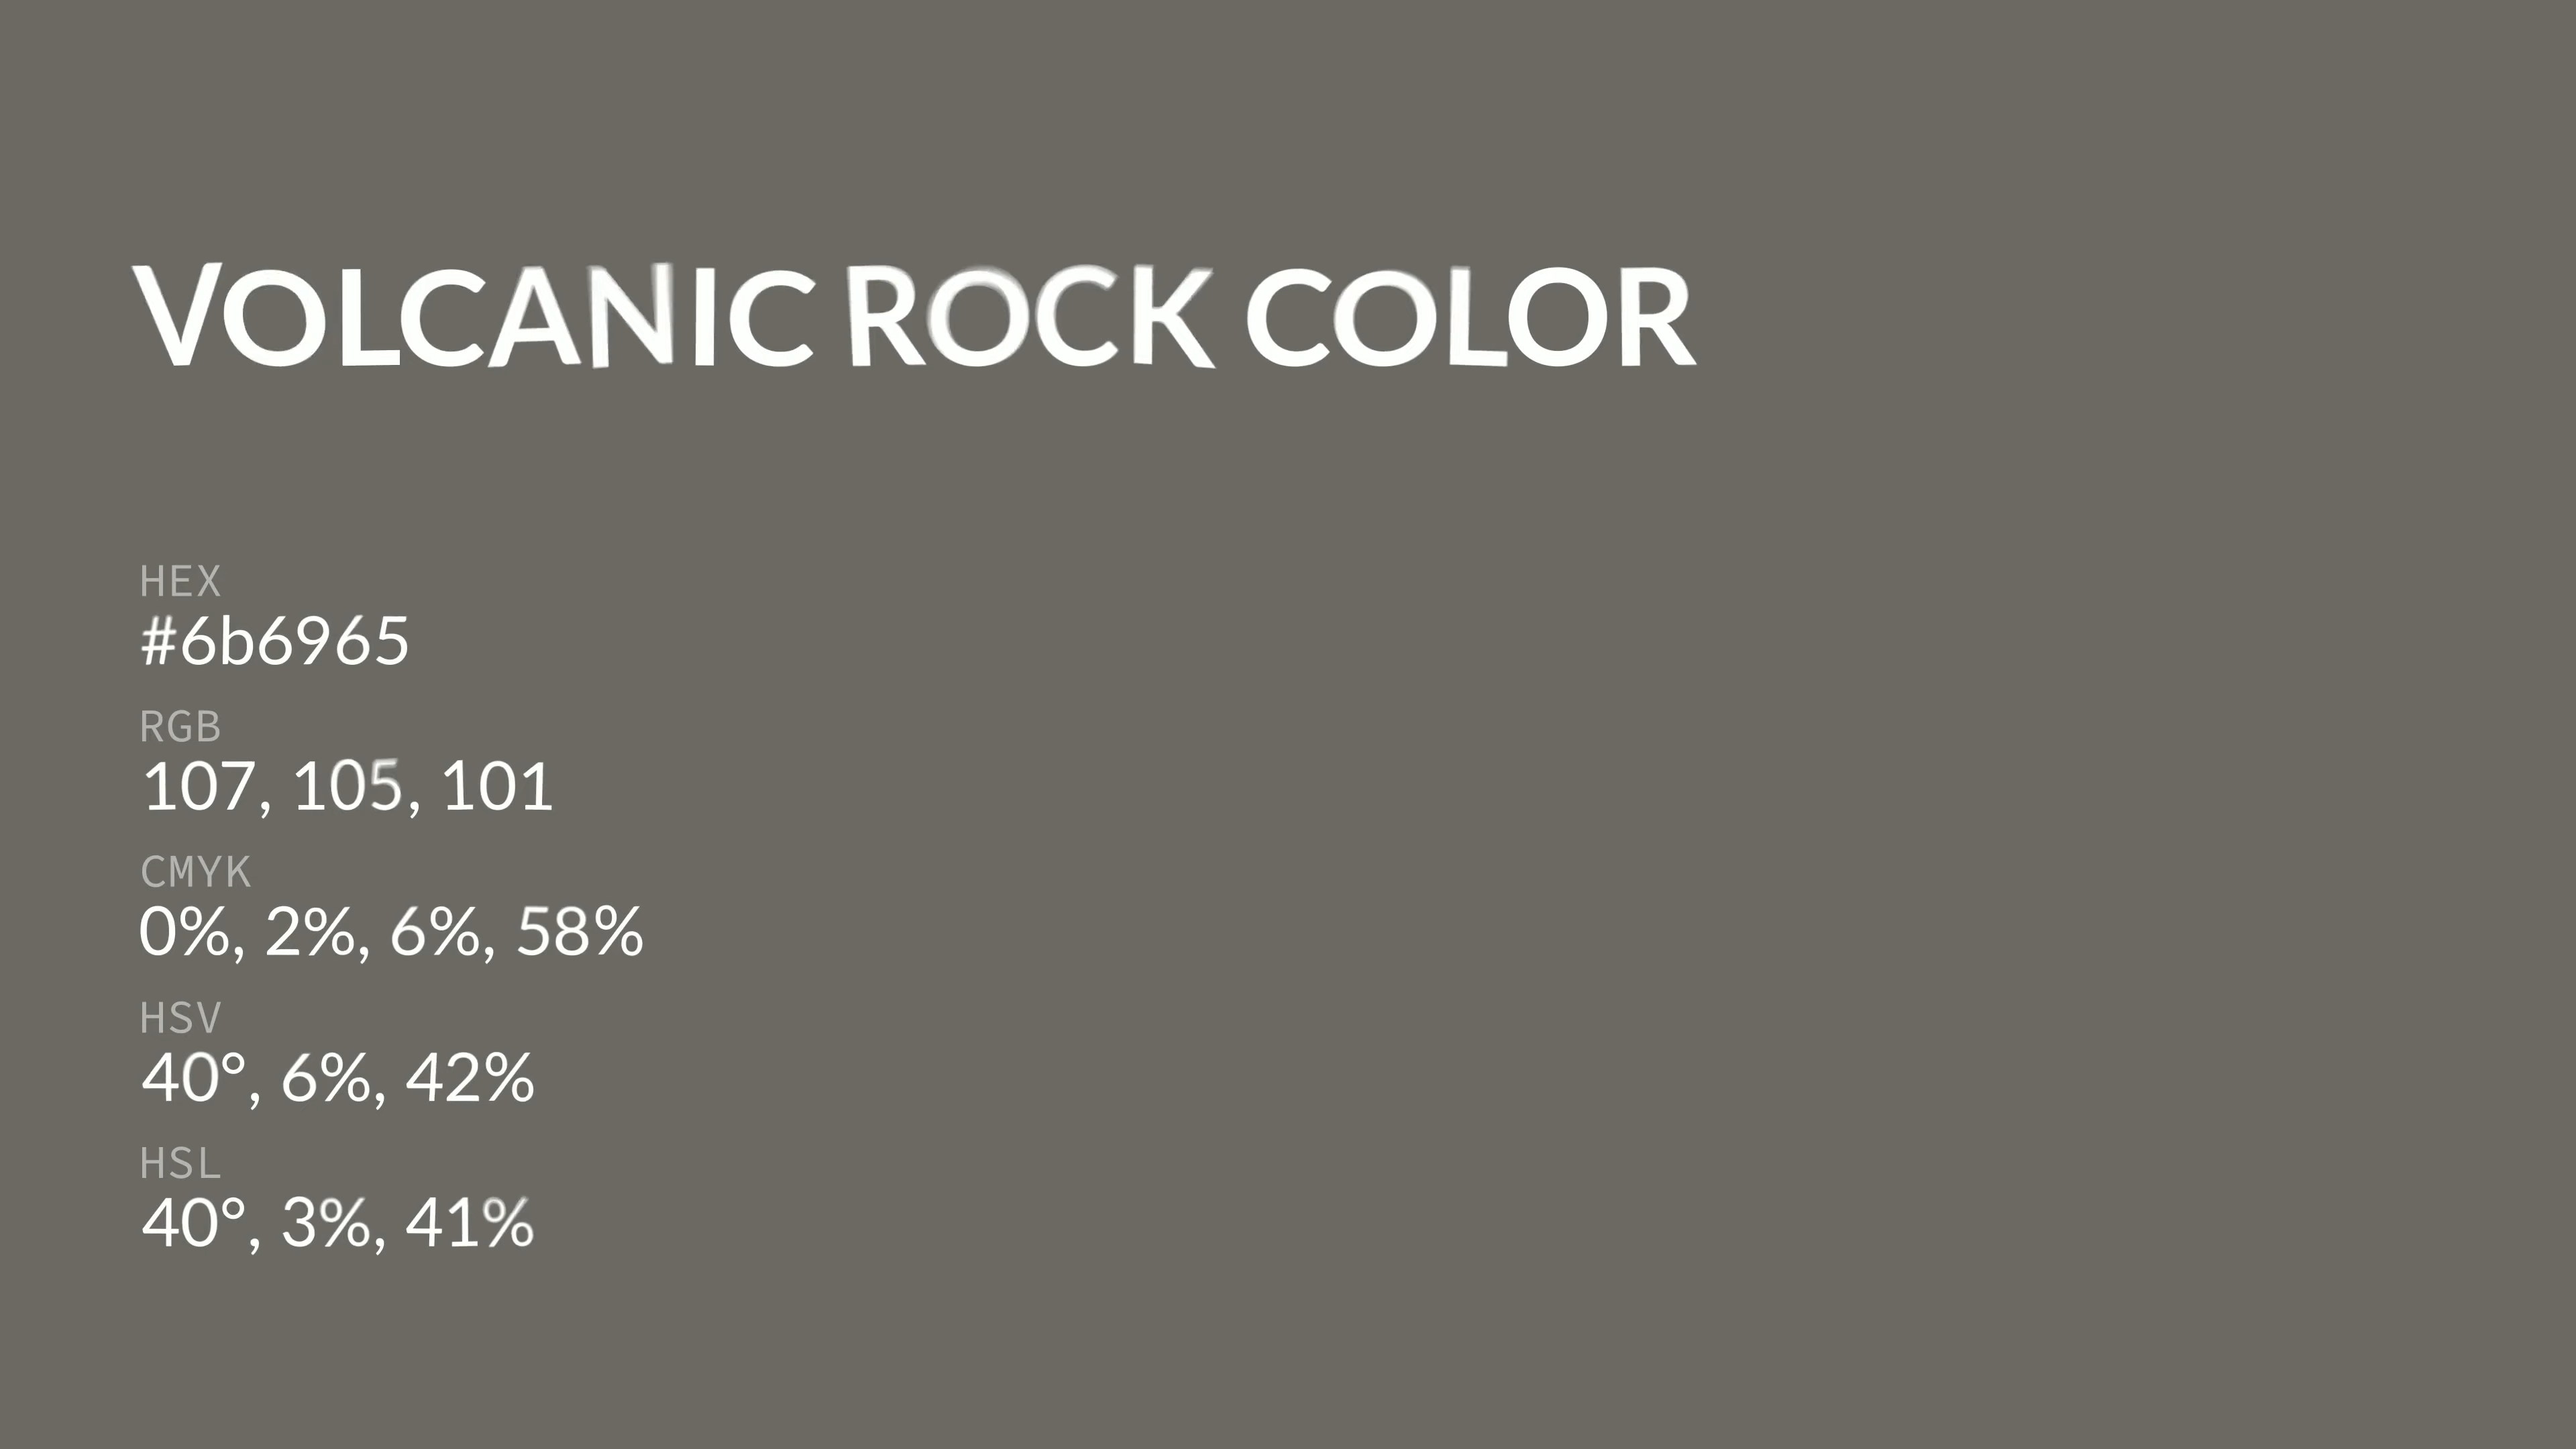 VOLCANIC ROCK COLOR
HEX
#6b6965
RGB
107, 105, 101
CMYK
0%, 2%, 6%, 58%
HSV
40°, 6%, 42%
HSL
40°, 3%, 41%